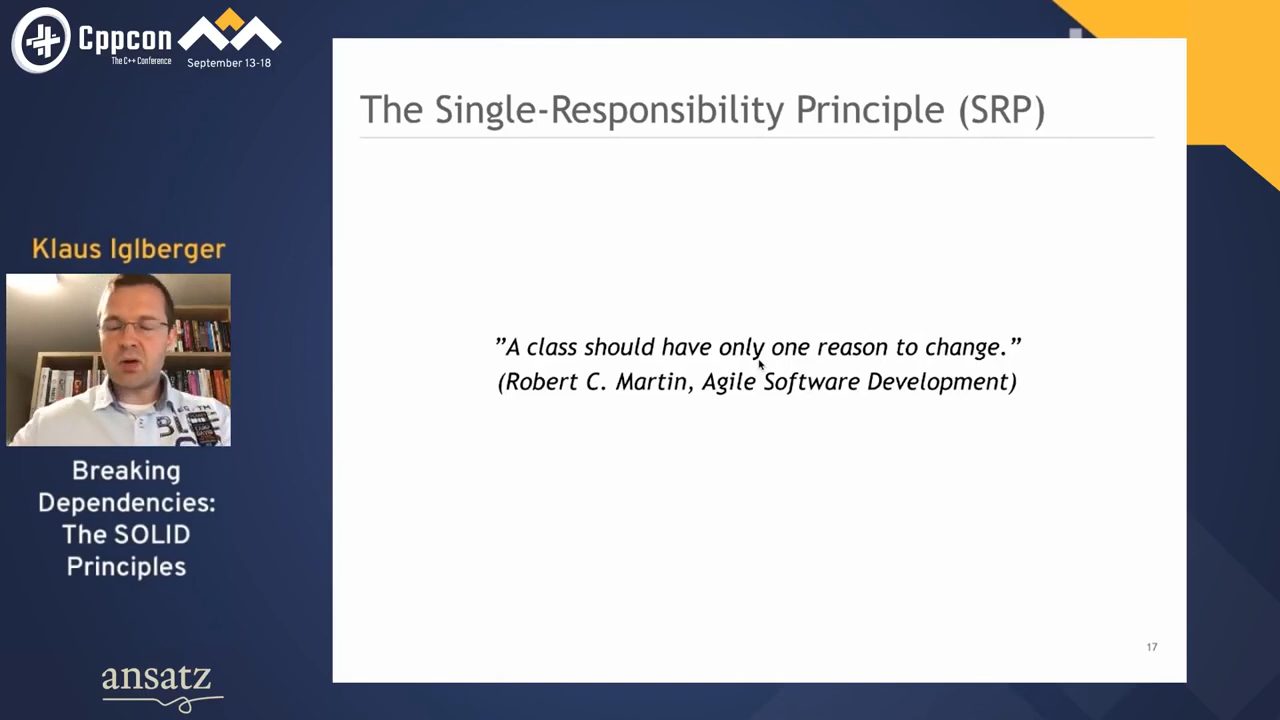 Cppcon
The C++ Conference
September 13-18
The Single-Responsibility Principle (SRP)
Klaus Iglberger
”A class should have only one reason to change.”
(Robert C. Martin, Agile Software Development)
Breaking
Dependencies:
The SOLID
Principles
17
ansatz